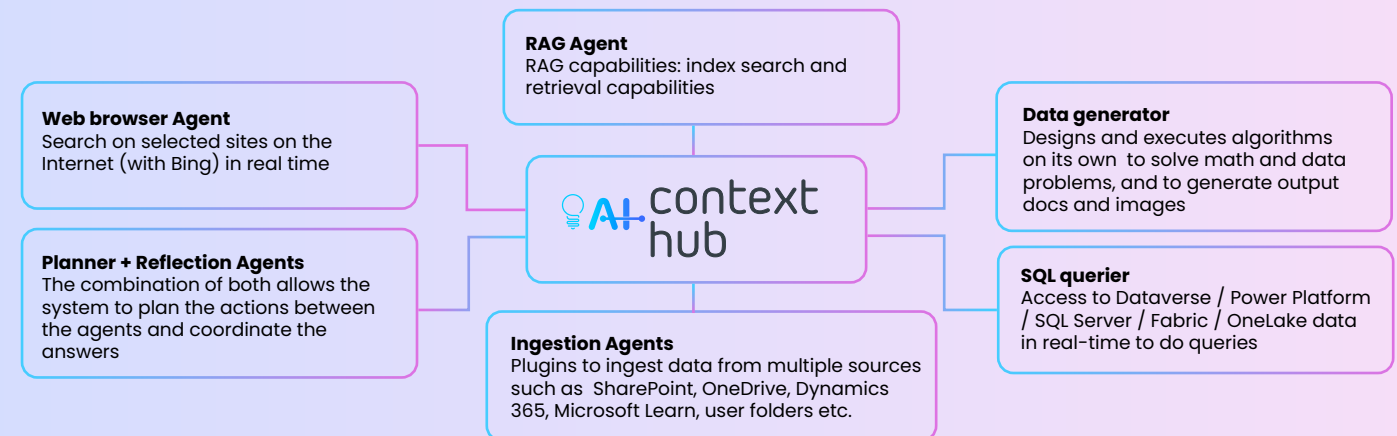 RAG Agent
RAG capabilities: index search and
retrieval capabilities
Web browser Agent
Search on selected sites on the
Internet (with Bing) in real time
Data generator
Designs and executes algorithms
on its own to solve math and data
problems, and to generate output
docs and images
AI context
hub
Planner + Reflection Agents
The combination of both allows the
system to plan the actions between
the agents and coordinate the
answers
SQL querier
Access to Dataverse / Power Platform
/ SQL Server / Fabric / OneLake data
in real-time to do queries
Ingestion Agents
Plugins to ingest data from multiple sources
such as SharePoint, OneDrive, Dynamics
365, Microsoft Learn, user folders etc.